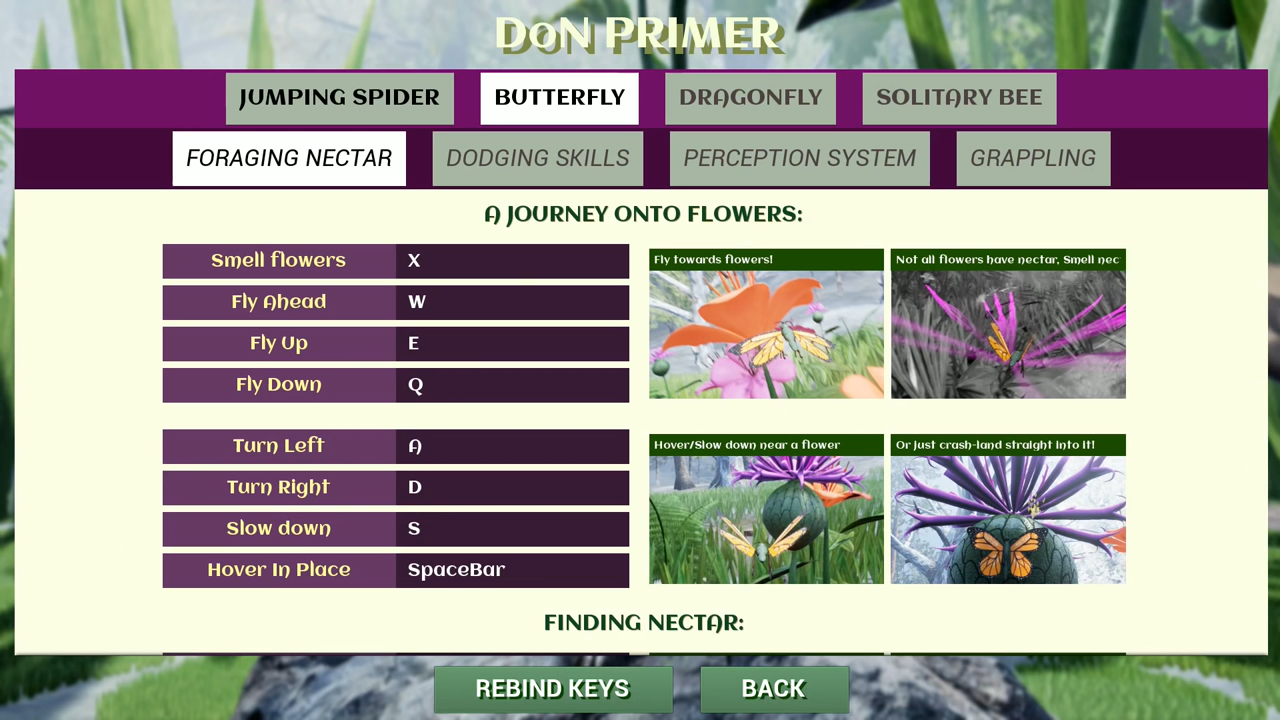 DoN PRIMER
JUMPING SPIDER
BUTTERFLY
DRAGONFLY
SOLITARY BEE
FORAGING NECTAR
DODGING SKILLS
PERCEPTION SYSTEM
GRAPPLING
A JOURNEY ONTO FLOWERS:
Smell flowers X
Fly Ahead W
Fly Up E
Fly Down Q
Fly towards flowers!
Not all flowers have nectar, Smell nec
Turn Left A
Turn Right D
Slow down S
Hover In Place SpaceBar
Hover/Slow down near a flower
Or just crash-land straight into it!
FINDING NECTAR:
REBIND KEYS
BACK